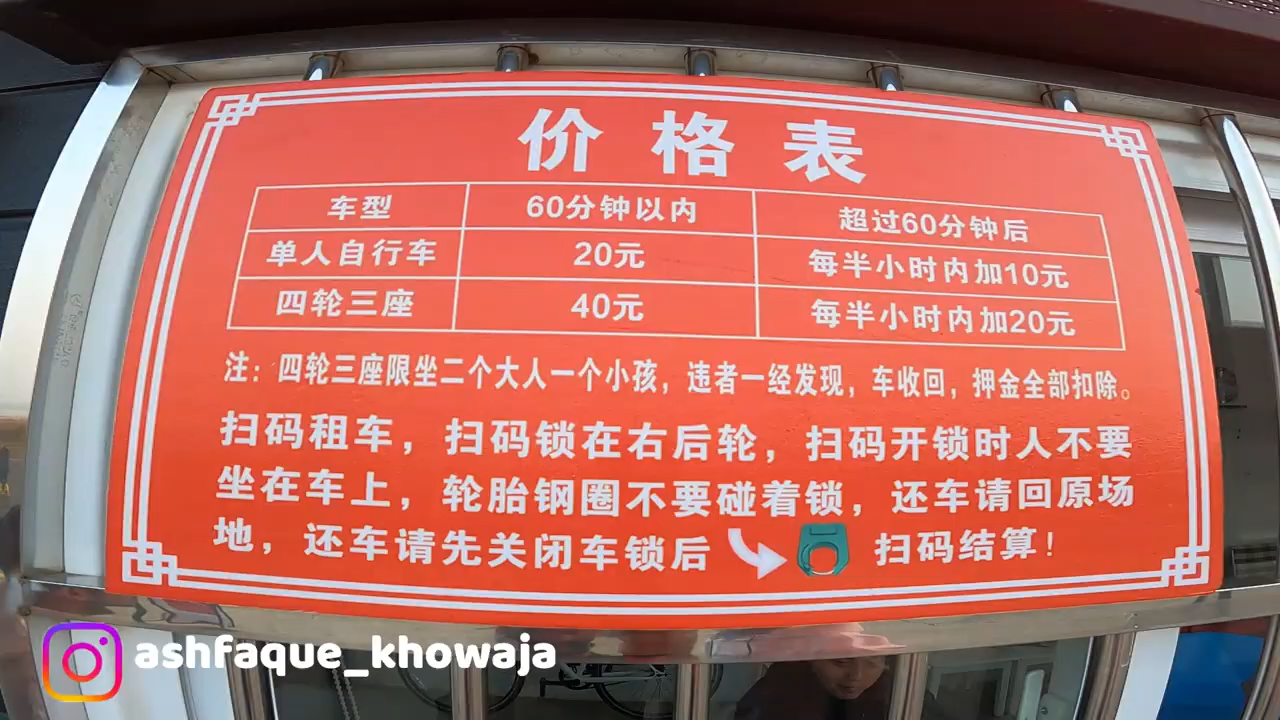 价格表
车型 60分钟以内 超过60分钟后
单人自行车 20元 每半小时内加10元
四轮三座 40元 每半小时内加20元
注：四轮三座限坐二个大人一个小孩，违者一经发现，车收回，押金全部扣除。
扫码租车，扫码锁在右后轮，扫码开锁时人不要
坐在车上，轮胎钢圈不要碰着锁，还车请回原场
地，还车请先关闭车锁后 扫码结算！
ashfaque_khowaja